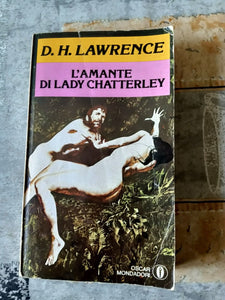 D. H. LAWRENCE
L'AMANTE
DI LADY CHATTERLEY
OSCAR
MONDADORI